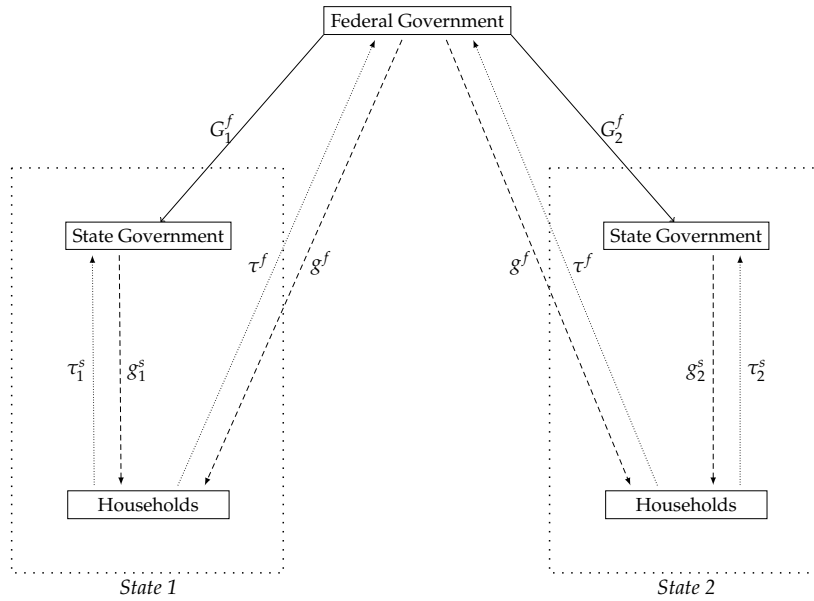 Federal Government
G_1^f
G_2^f
State Government
State Government
τ^f
g^f
g^f
τ^f
τ_1^s
g_1^s
g_2^s
τ_2^s
Households
Households
State 1
State 2